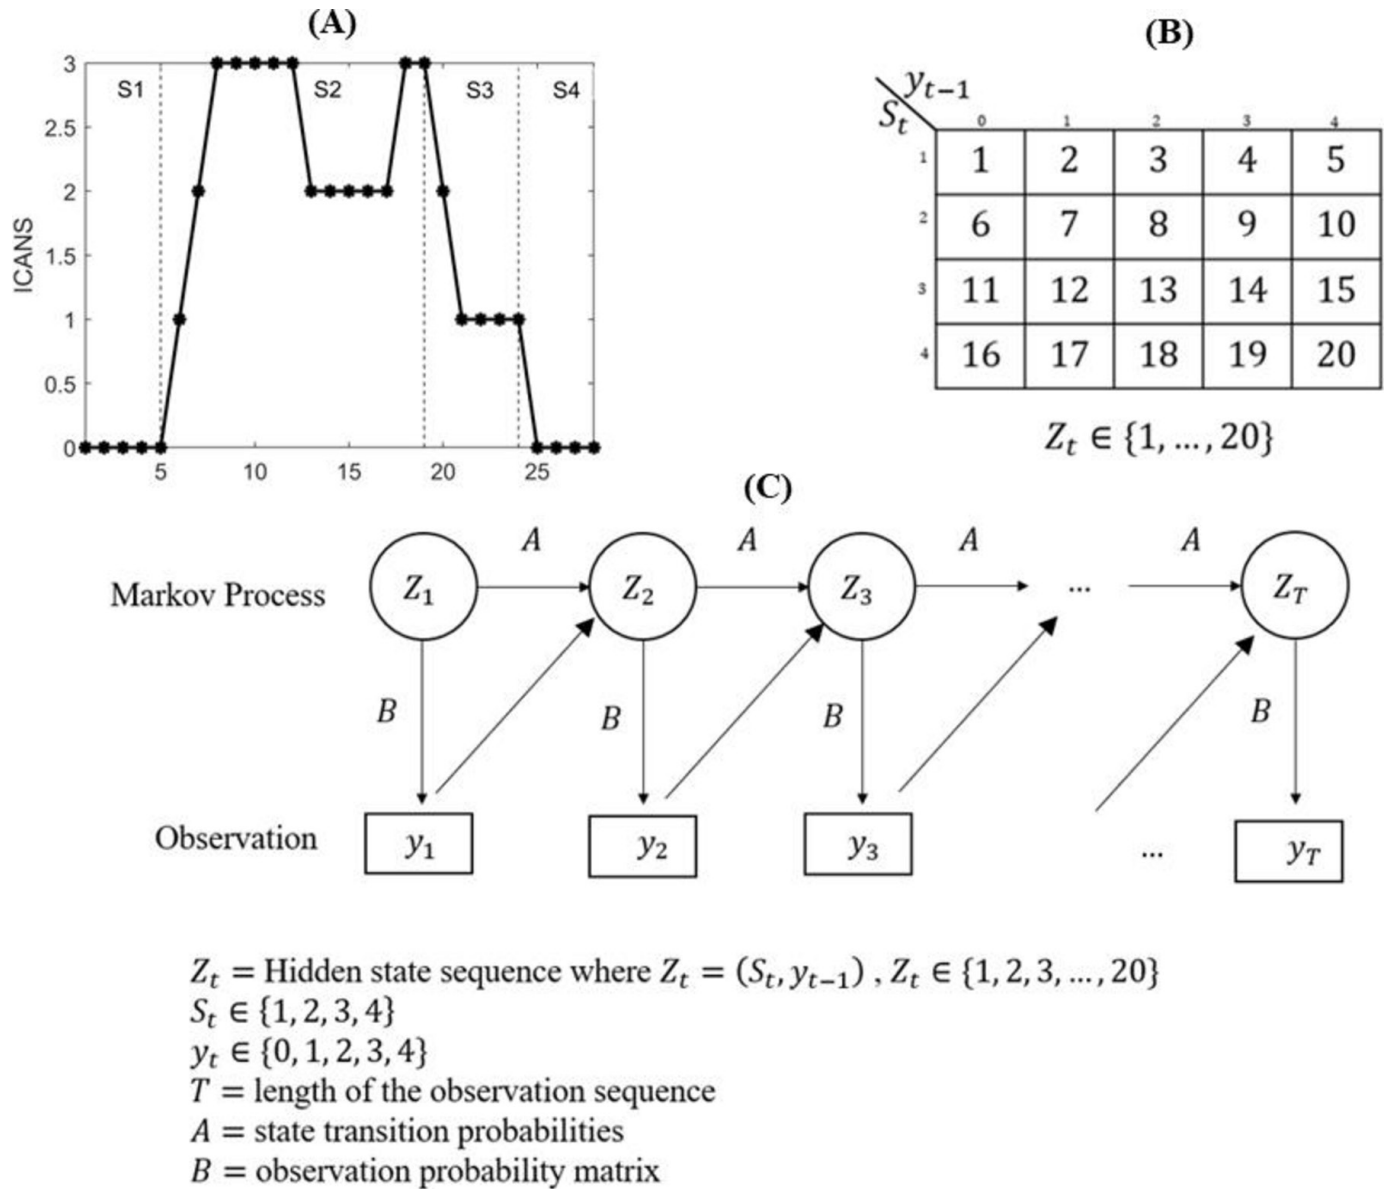 (A)
3
2.5
2
1.5
1
0.5
0
ICANS
S1
S2
S3
S4
5
10
15
20
25
(B)
y_{t−1}
S_t
0 1 2 3 4
1 1 2 3 4 5
2 6 7 8 9 10
3 11 12 13 14 15
4 16 17 18 19 20
Z_t ∈ {1, ..., 20}
(C)
A A A A
Markov Process Z_1 Z_2 Z_3 ... Z_T
B B B B
Observation y_1 y_2 y_3 ... y_T
Z_t = Hidden state sequence where Z_t = (S_t, y_{t−1}) , Z_t ∈ {1, 2, 3, ..., 20}
S_t ∈ {1, 2, 3, 4}
y_t ∈ {0, 1, 2, 3, 4}
T = length of the observation sequence
A = state transition probabilities
B = observation probability matrix